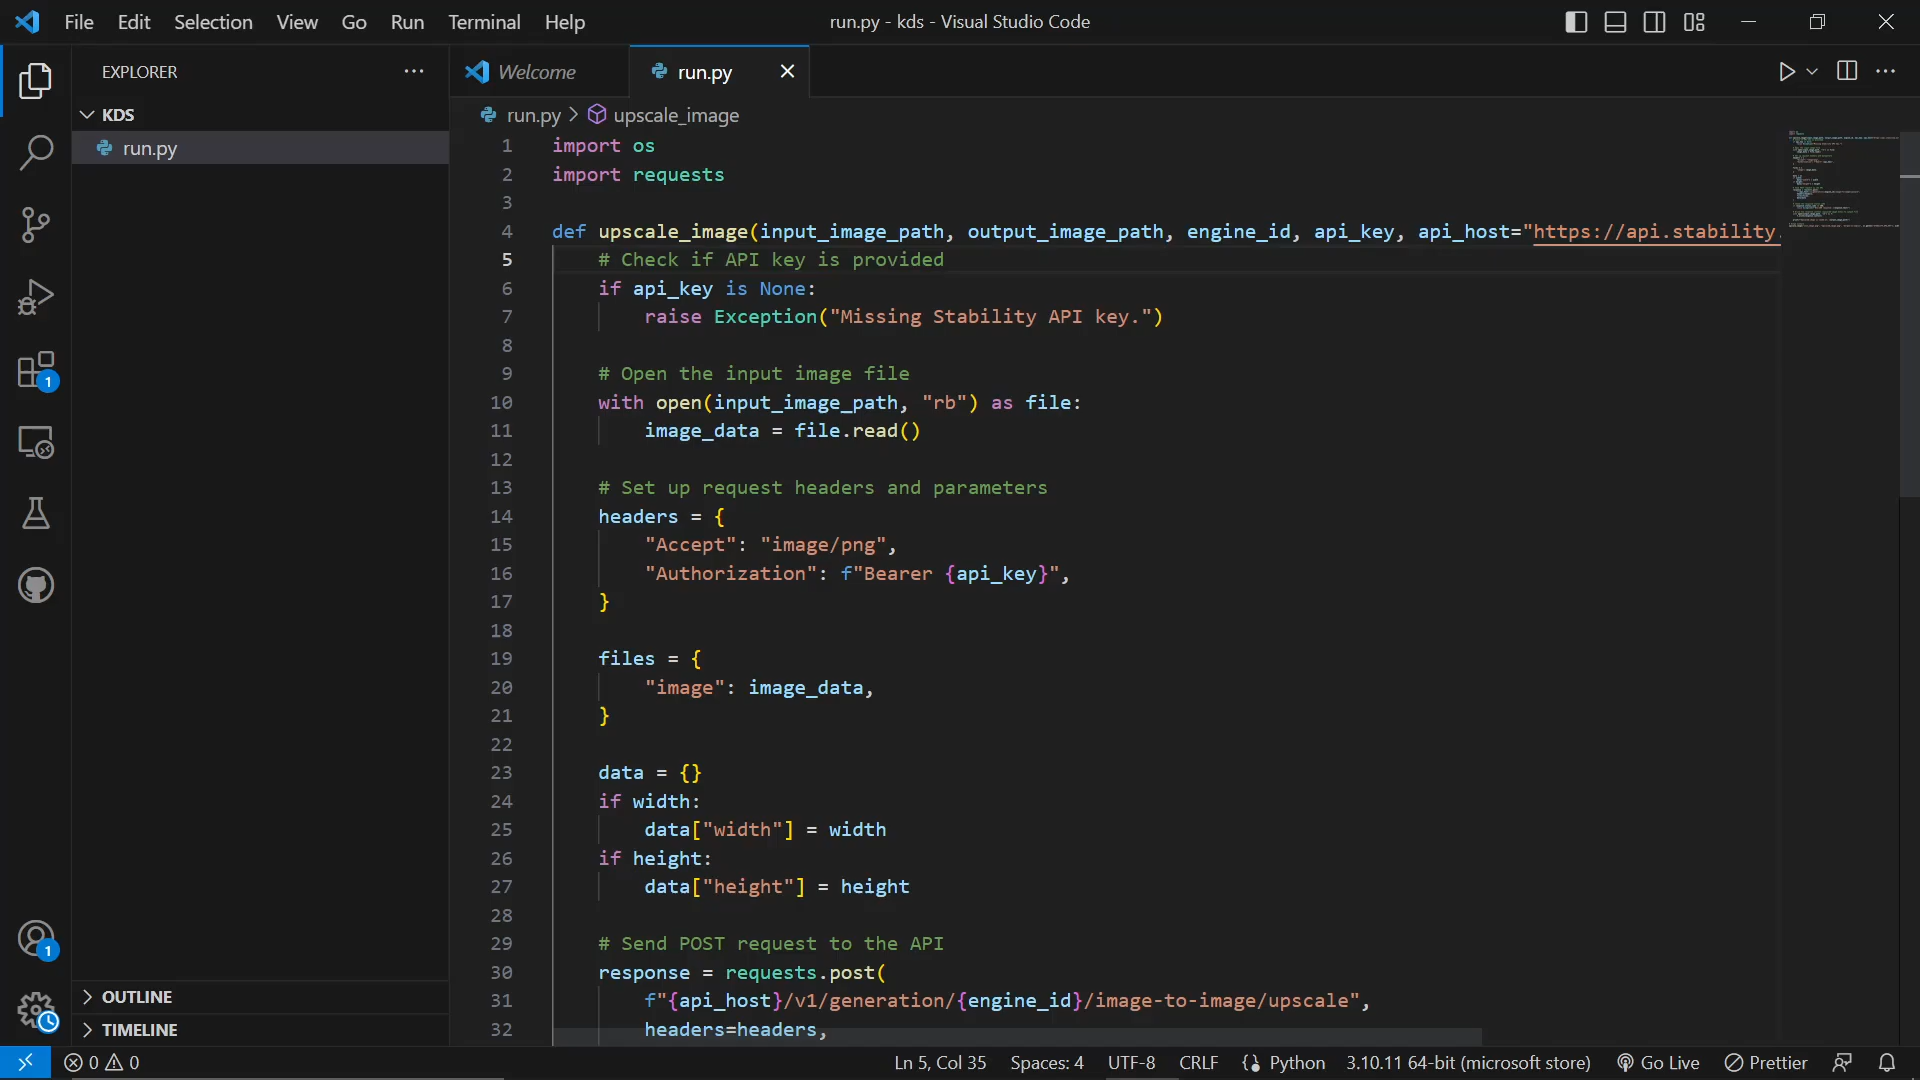 File Edit Selection View Go Run Terminal Help
run.py - kds - Visual Studio Code
EXPLORER
KDS
run.py
1
1
OUTLINE
TIMELINE
Welcome
run.py
run.py > upscale_image
1 import os
2 import requests
3
4 def upscale_image(input_image_path, output_image_path, engine_id, api_key, api_host="https://api.stability.
5 # Check if API key is provided
6 if api_key is None:
7 raise Exception("Missing Stability API key.")
8
9 # Open the input image file
10 with open(input_image_path, "rb") as file:
11 image_data = file.read()
12
13 # Set up request headers and parameters
14 headers = {
15 "Accept": "image/png",
16 "Authorization": f"Bearer {api_key}",
17 }
18
19 files = {
20 "image": image_data,
21 }
22
23 data = {}
24 if width:
25 data["width"] = width
26 if height:
27 data["height"] = height
28
29 # Send POST request to the API
30 response = requests.post(
31 f"{api_host}/v1/generation/{engine_id}/image-to-image/upscale",
32 headers=headers,
0 0 Ln 5, Col 35 Spaces: 4 UTF-8 CRLF Python 3.10.11 64-bit (microsoft store) Go Live Prettier